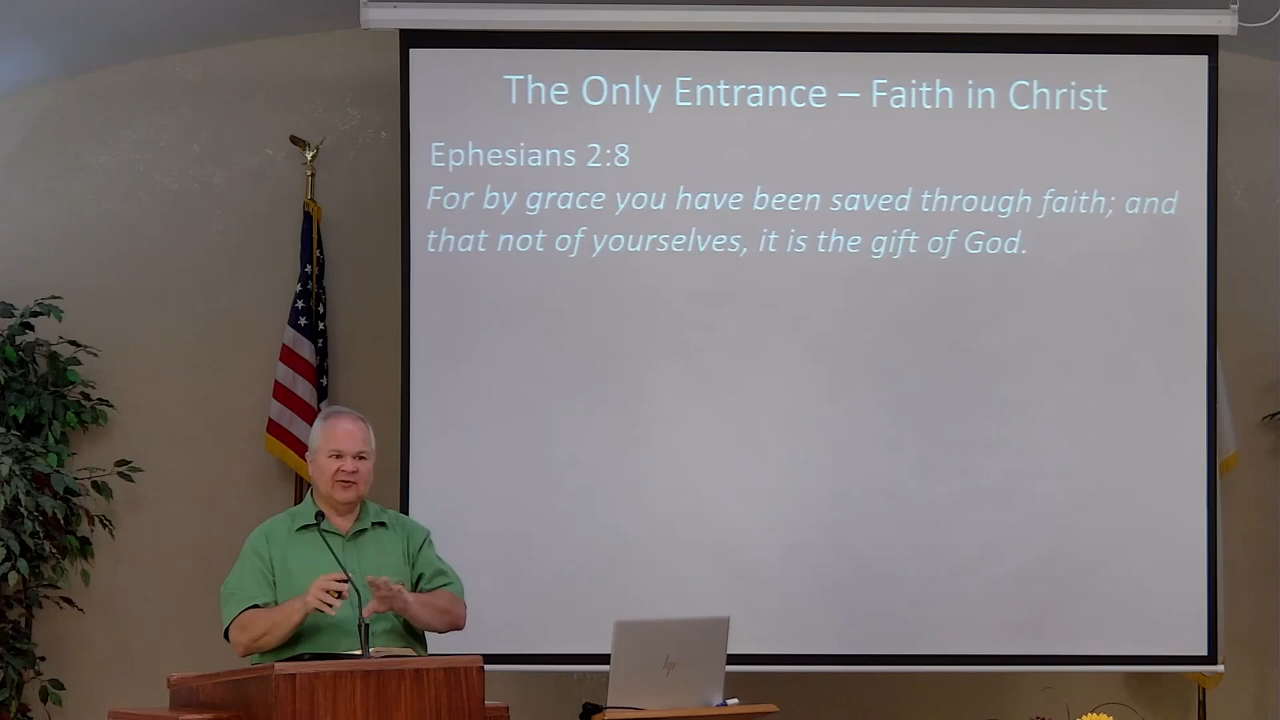 The Only Entrance – Faith in Christ
Ephesians 2:8
For by grace you have been saved through faith; and
that not of yourselves, it is the gift of God.
hp